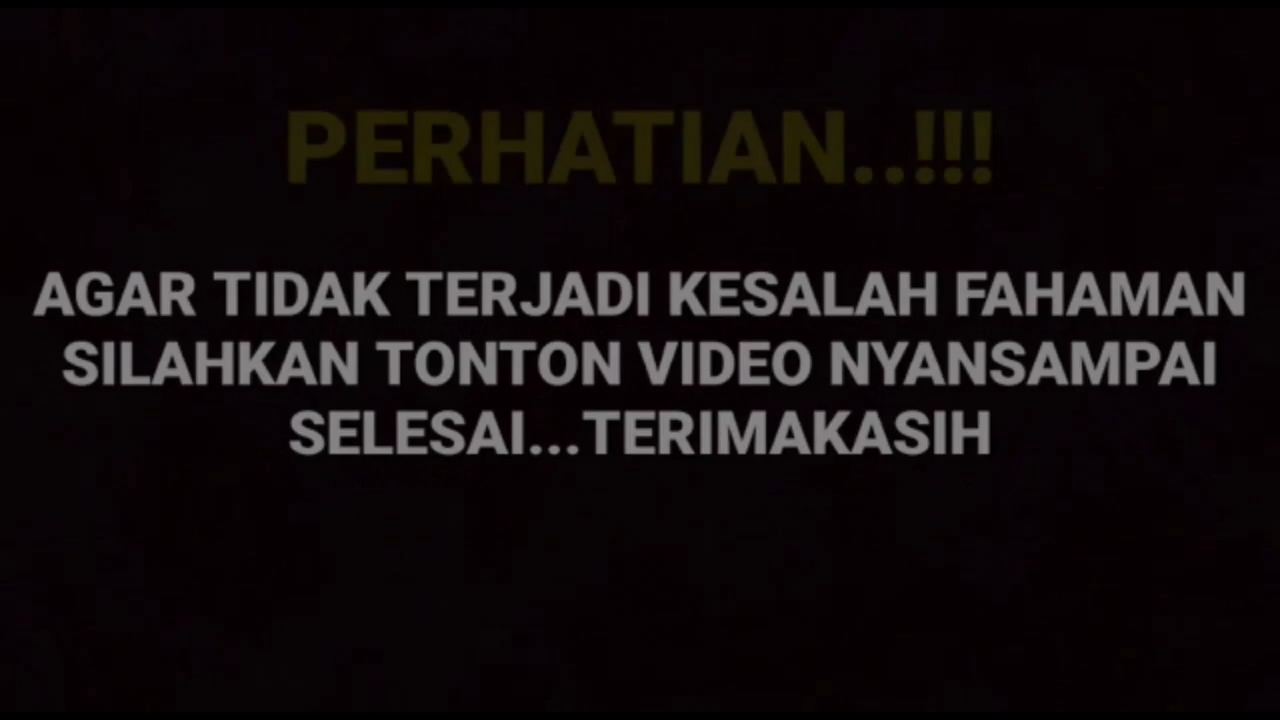 PERHATIAN..!!!
AGAR TIDAK TERJADI KESALAH FAHAMAN
SILAHKAN TONTON VIDEO NYANSAMPAI
SELESAI...TERIMAKASIH